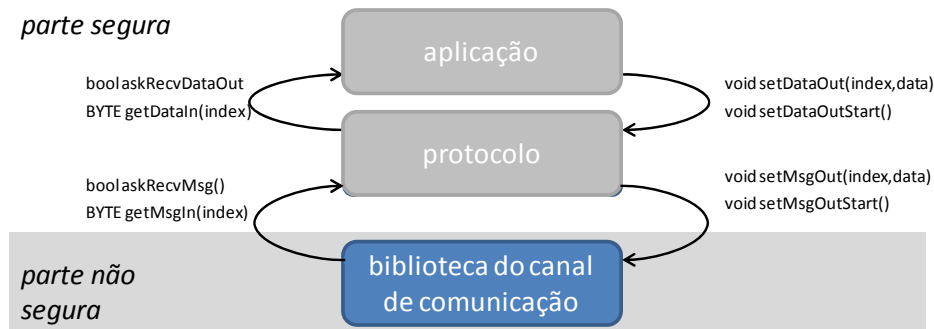 parte segura
aplicação
boolaskRecvDataOut
BYTE getDataIn(index)
void setDataOut(index,data)
void setDataOutStart()
protocolo
boolaskRecvMsg()
BYTE getMsgIn(index)
void setMsgOut(index,data)
void setMsgOutStart()
parte não
segura
biblioteca do canal
de comunicação